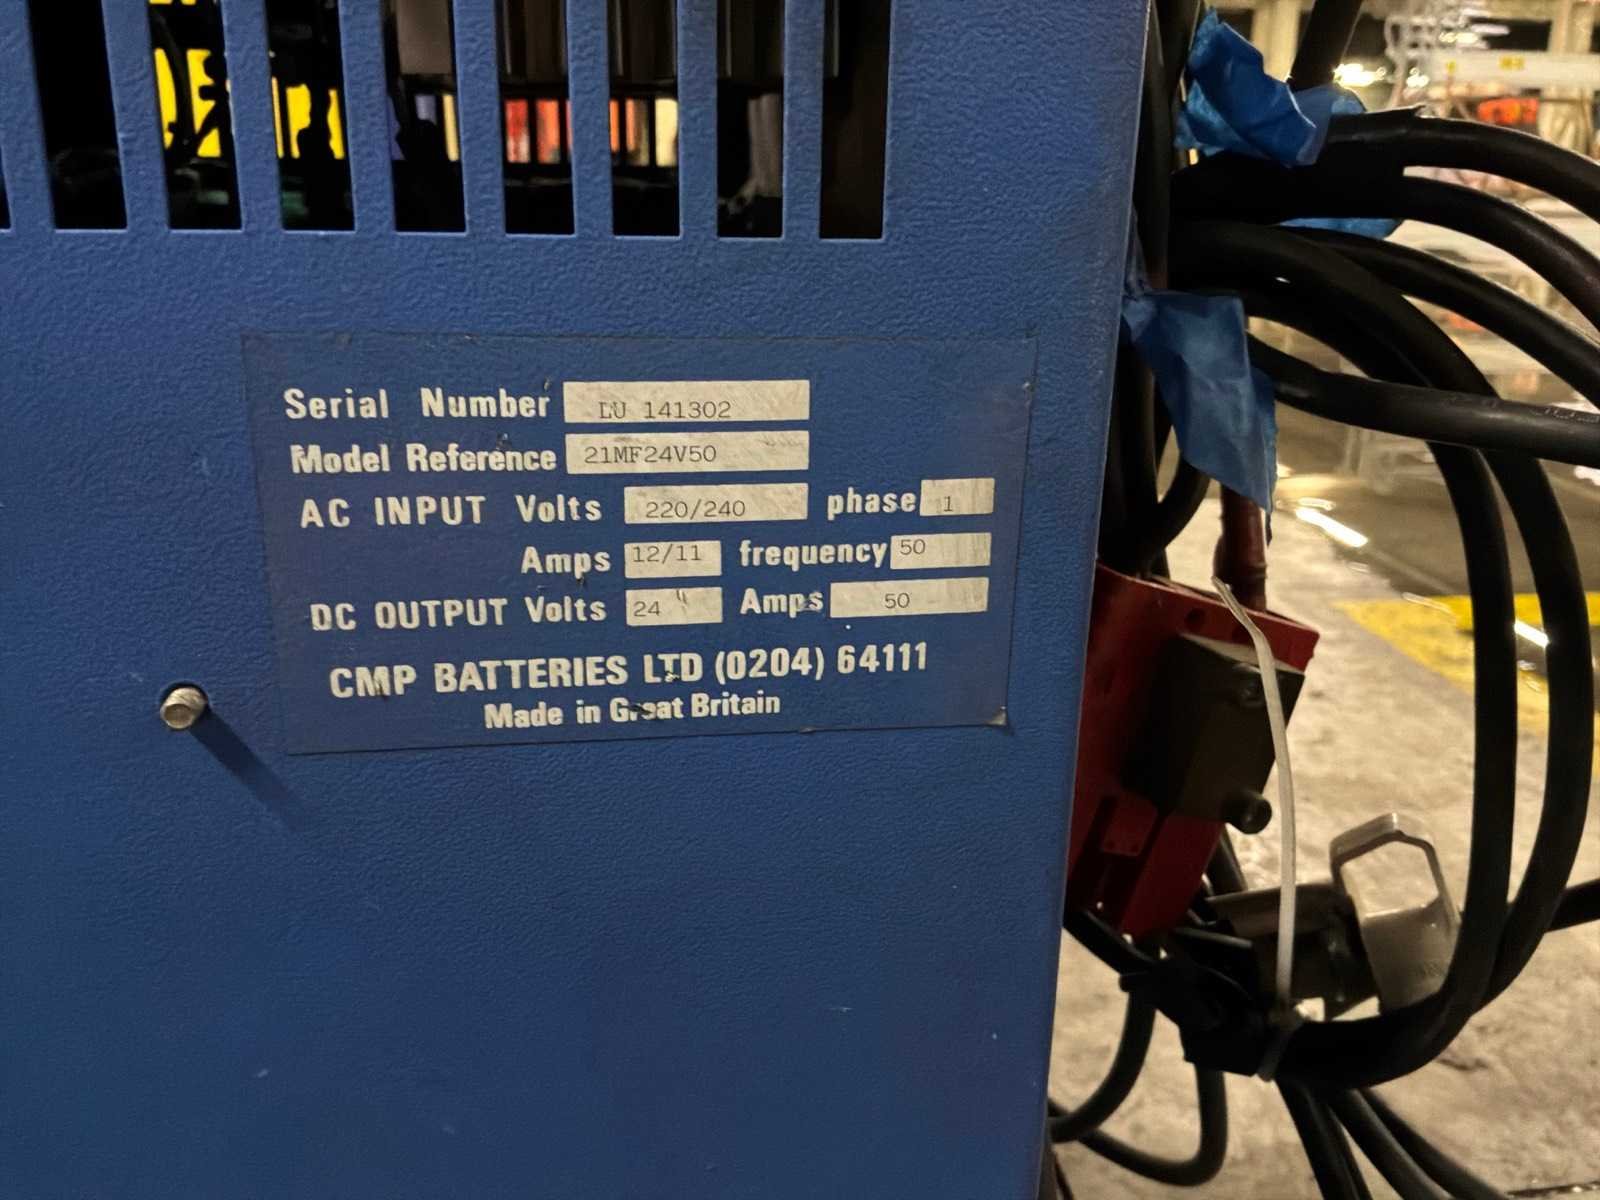 Serial Number LU 141302
Model Reference 21MF24V50
AC INPUT Volts 220/240 phase 1
Amps 12/11 frequency 50
DC OUTPUT Volts 24 Amps 50
CMP BATTERIES LTD (0204) 64111
Made in Great Britain